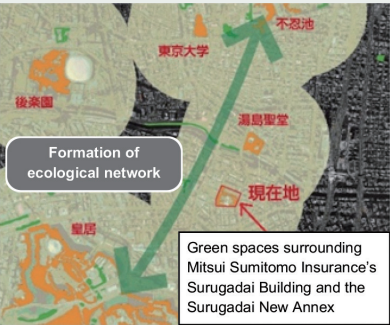 不忍池
東京大学
後楽園
湯島聖堂
Formation of
ecological network
現在地
皇居
Green spaces surrounding
Mitsui Sumitomo Insurance's
Surugadai Building and the
Surugadai New Annex